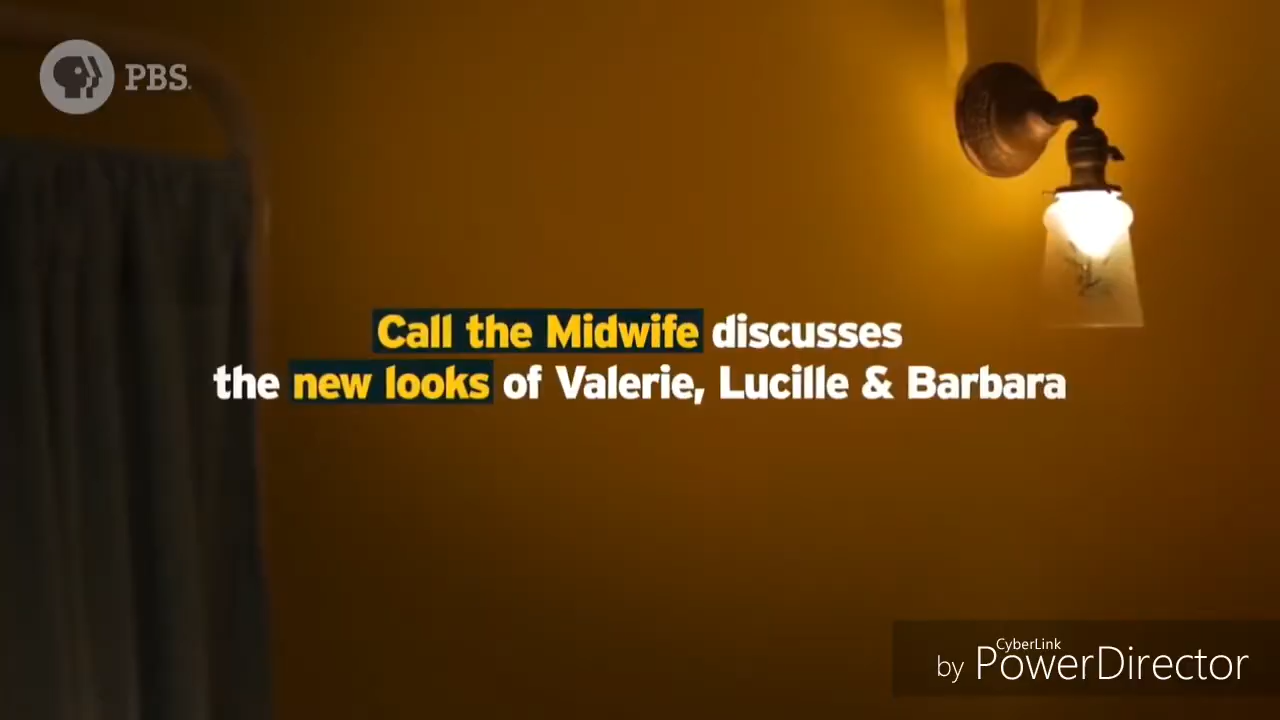 PBS.
Call the Midwife discusses
the new looks of Valerie, Lucille & Barbara
CyberLink
by PowerDirector